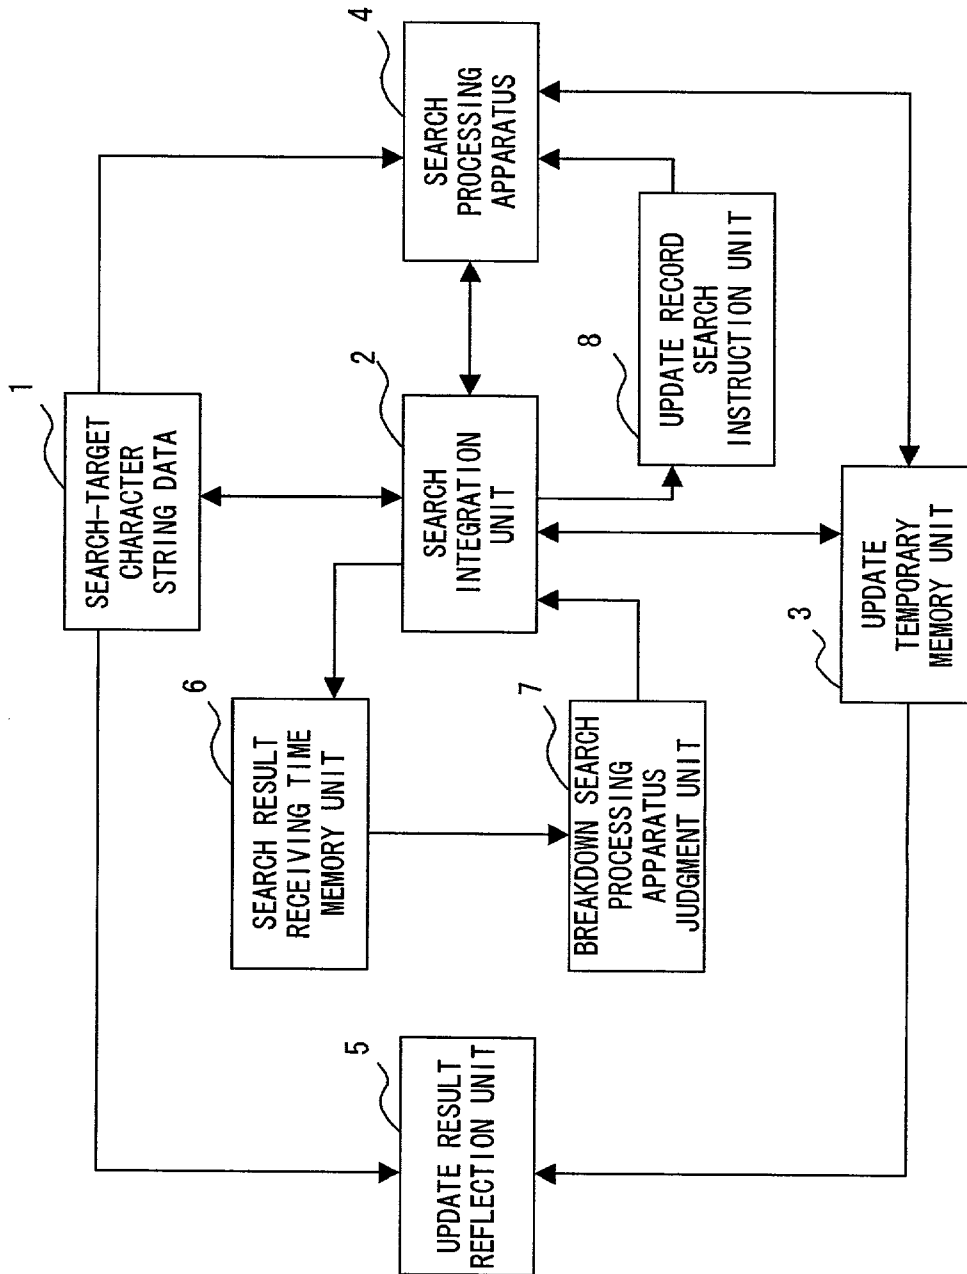 1
SEARCH-TARGET
CHARACTER
STRING DATA
6
SEARCH RESULT
RECEIVING TIME
MEMORY UNIT
5
UPDATE RESULT
REFLECTION UNIT
2
SEARCH
INTEGRATION
UNIT
4
SEARCH
PROCESSING
APPARATUS
7
BREAKDOWN SEARCH
PROCESSING
APPARATUS
JUDGMENT UNIT
8
UPDATE RECORD
SEARCH
INSTRUCTION UNIT
3
UPDATE
TEMPORARY
MEMORY UNIT